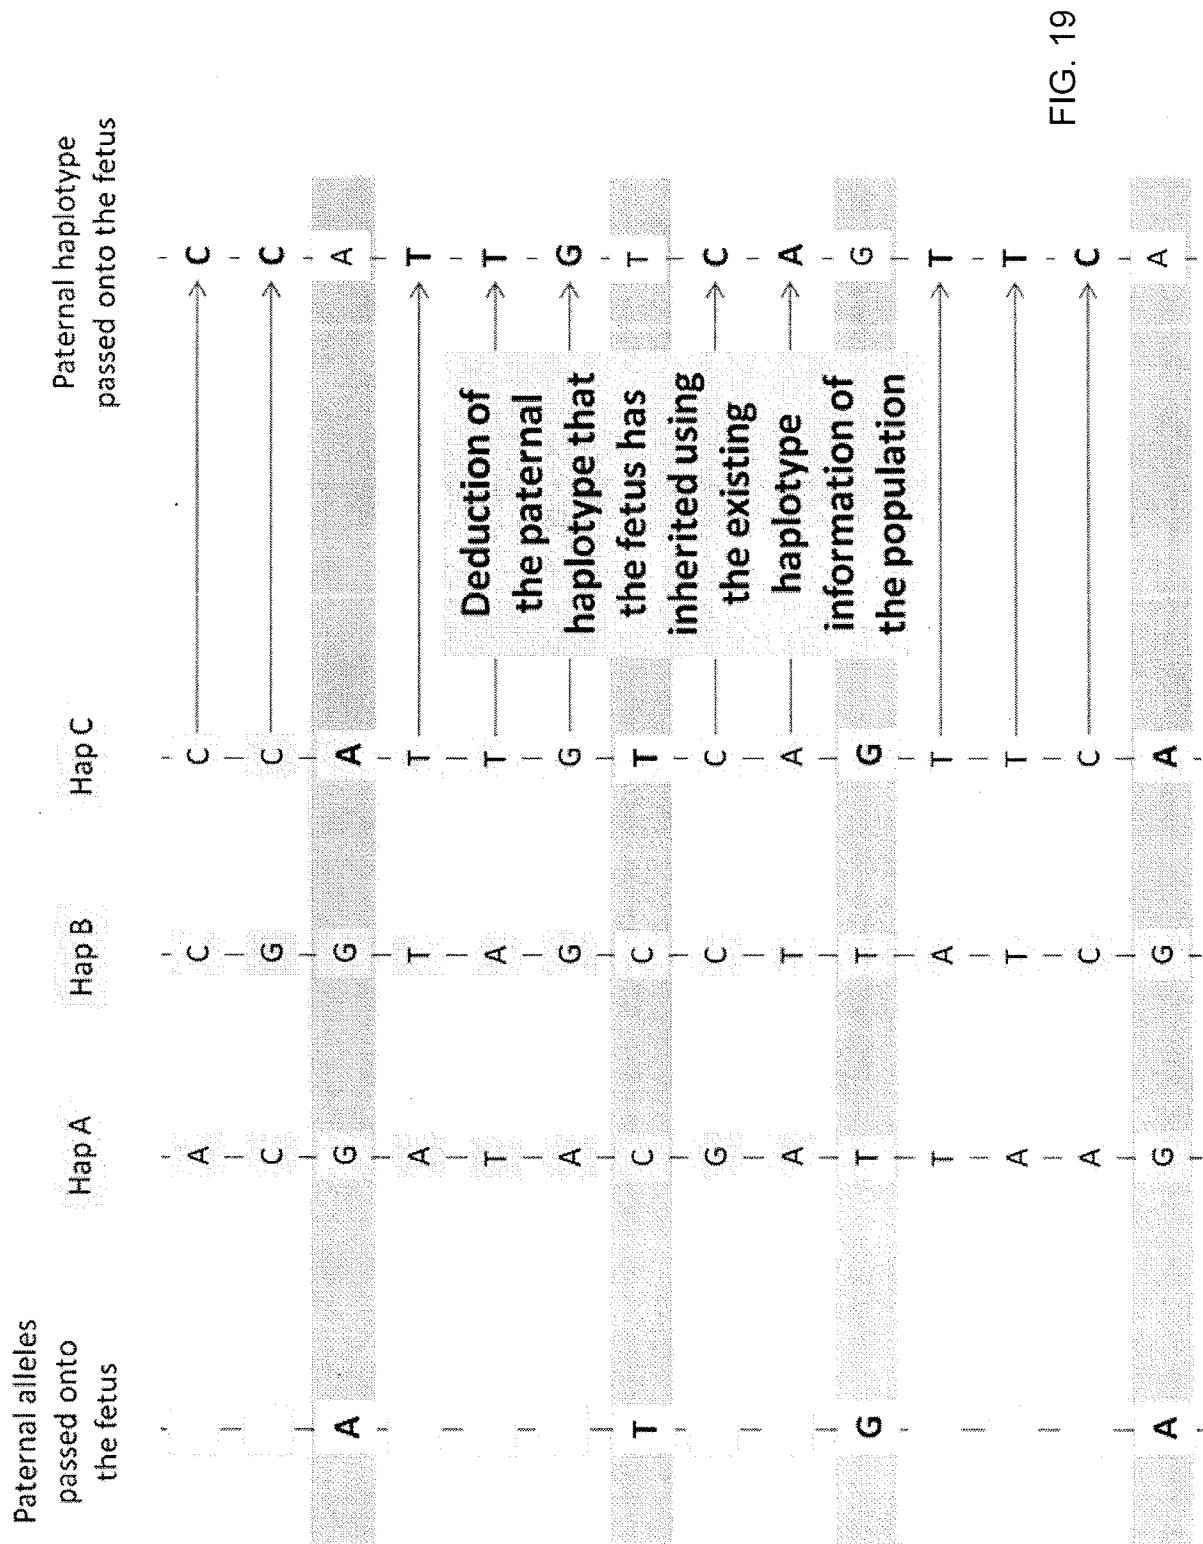 Paternal alleles
passed onto
the fetus
Hap A
Hap B
Hap C
Paternal haplotype
passed onto the fetus
A C C C
C G C C
A G G A A
A T T T
T A T T
A G G G
T C C T T
G C C C
A T A A
G T T G G
T A T T
A T T T
A C C C
A G G A A
Deduction of
the paternal
haplotype that
the fetus has
inherited using
the existing
haplotype
information of
the population
FIG. 19